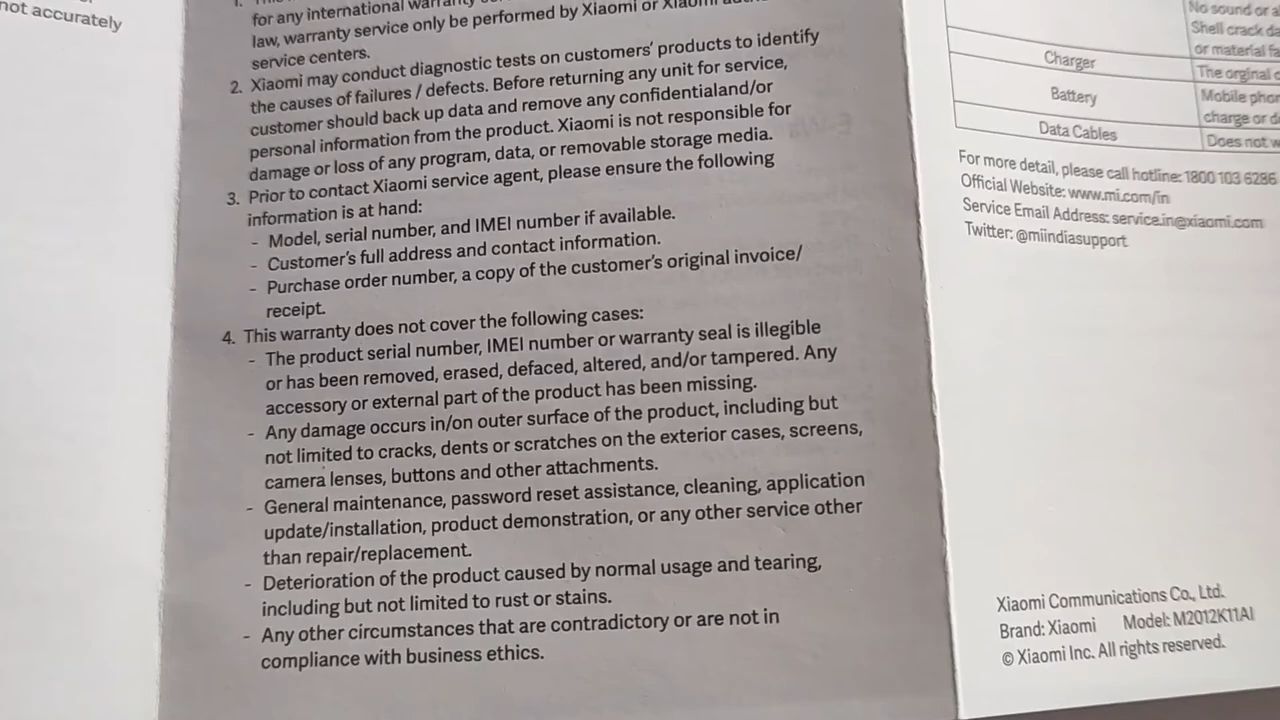 not accurately
1.
for any international warranty
law, warranty service only be performed by Xiaomi or Xiaomi
service centers.
2. Xiaomi may conduct diagnostic tests on customers' products to identify
the causes of failures / defects. Before returning any unit for service,
customer should back up data and remove any confidentialand/or
personal information from the product. Xiaomi is not responsible for
damage or loss of any program, data, or removable storage media.
3. Prior to contact Xiaomi service agent, please ensure the following
information is at hand:
- Model, serial number, and IMEI number if available.
- Customer's full address and contact information.
- Purchase order number, a copy of the customer's original invoice/
receipt.
4. This warranty does not cover the following cases:
- The product serial number, IMEI number or warranty seal is illegible
or has been removed, erased, defaced, altered, and/or tampered. Any
accessory or external part of the product has been missing.
- Any damage occurs in/on outer surface of the product, including but
not limited to cracks, dents or scratches on the exterior cases, screens,
camera lenses, buttons and other attachments.
- General maintenance, password reset assistance, cleaning, application
update/installation, product demonstration, or any other service other
than repair/replacement.
- Deterioration of the product caused by normal usage and tearing,
including but not limited to rust or stains.
- Any other circumstances that are contradictory or are not in
compliance with business ethics.
No sound or
Shell crack
or material
Charger The orginal
Battery Mobile
charge or
Data Cables Does not
For more detail, please call hotline: 1800 103 6286
Official Website: www.mi.com/in
Service Email Address: service.in@xiaomi.com
Twitter: @miindiasupport
Xiaomi Communications Co., Ltd.
Brand: Xiaomi Model: M2012K11AI
© Xiaomi Inc. All rights reserved.